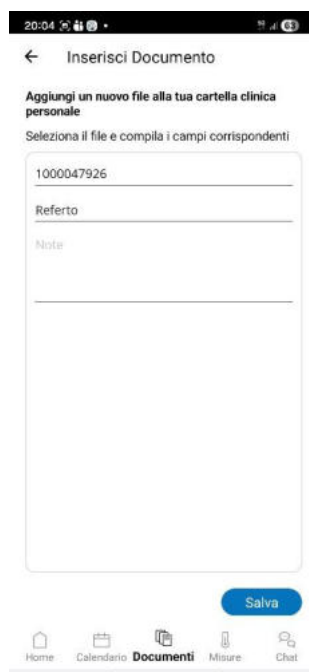 20:04
63
Inserisci Documento
Aggiungi un nuovo file alla tua cartella clinica
personale
Seleziona il file e compila i campi corrispondenti
1000047926
Referto
Note
Salva
Home Calendario Documenti Misure Chat